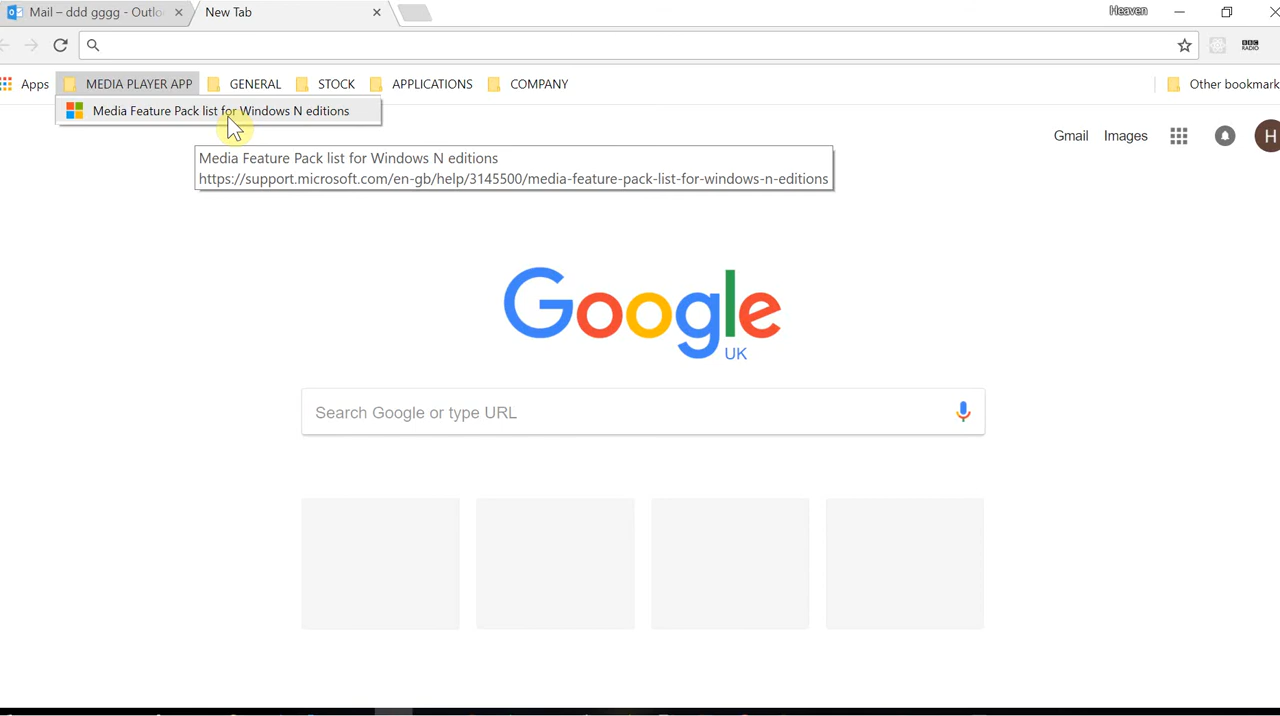 Mail – ddd gggg - Outlo
New Tab
Heaven
BBC
RADIO
Apps
MEDIA PLAYER APP
GENERAL
STOCK
APPLICATIONS
COMPANY
Other bookmark
Media Feature Pack list for Windows N editions
Gmail
Images
H
Media Feature Pack list for Windows N editions
https://support.microsoft.com/en-gb/help/3145500/media-feature-pack-list-for-windows-n-editions
Google
UK
Search Google or type URL